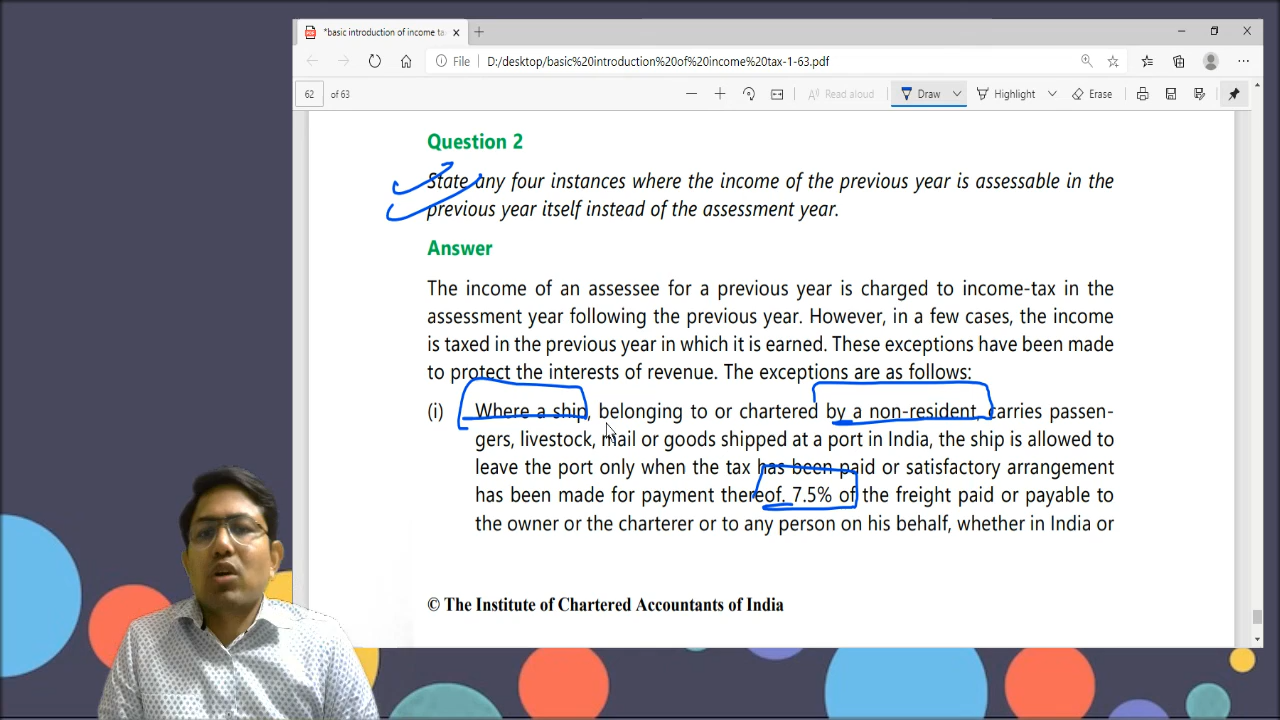 *basic introduction of income ta
File D:/desktop/basic%20introduction%20of%20income%20tax-1-63.pdf
62 of 63 Read aloud Draw Highlight Erase
Question 2
State any four instances where the income of the previous year is assessable in the
previous year itself instead of the assessment year.
Answer
The income of an assessee for a previous year is charged to income-tax in the
assessment year following the previous year. However, in a few cases, the income
is taxed in the previous year in which it is earned. These exceptions have been made
to protect the interests of revenue. The exceptions are as follows:
(i) Where a ship, belonging to or chartered by a non-resident, carries passen-
gers, livestock, mail or goods shipped at a port in India, the ship is allowed to
leave the port only when the tax has been paid or satisfactory arrangement
has been made for payment thereof. 7.5% of the freight paid or payable to
the owner or the charterer or to any person on his behalf, whether in India or
© The Institute of Chartered Accountants of India